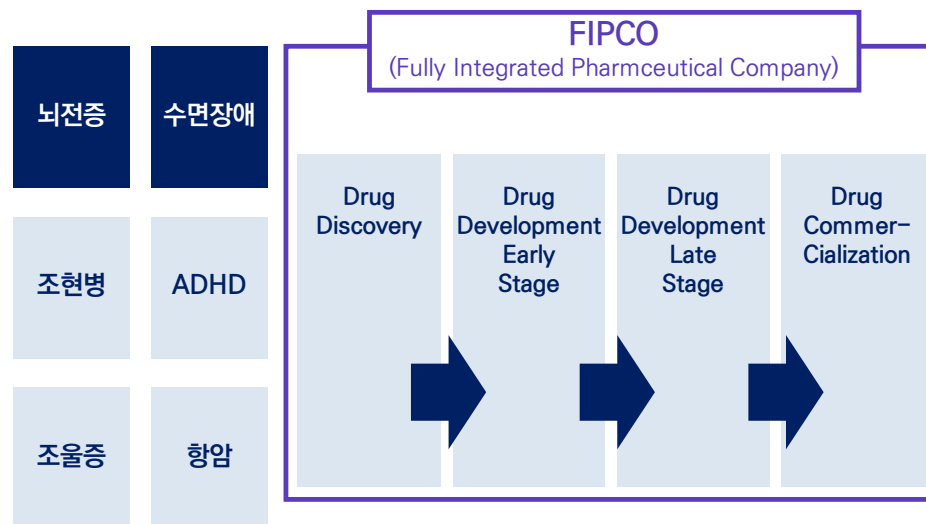 FIPCO
(Fully Integrated Pharmceutical Company)
뇌전증
수면장애
조현병
ADHD
조울증
항암
Drug
Discovery
Drug
Development
Early
Stage
Drug
Development
Late
Stage
Drug
Commer-
Cialization